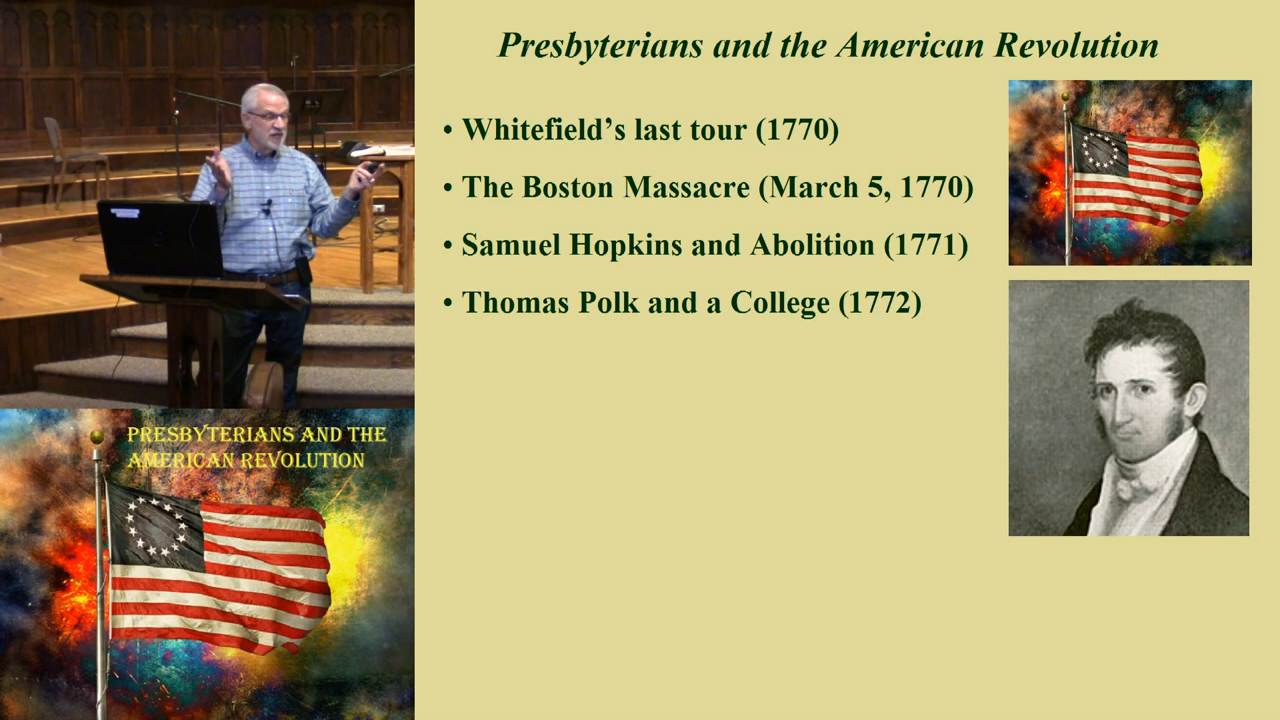 Presbyterians and the American Revolution
• Whitefield’s last tour (1770)
• The Boston Massacre (March 5, 1770)
• Samuel Hopkins and Abolition (1771)
• Thomas Polk and a College (1772)
PRESBYTERIANS AND THE
AMERICAN REVOLUTION